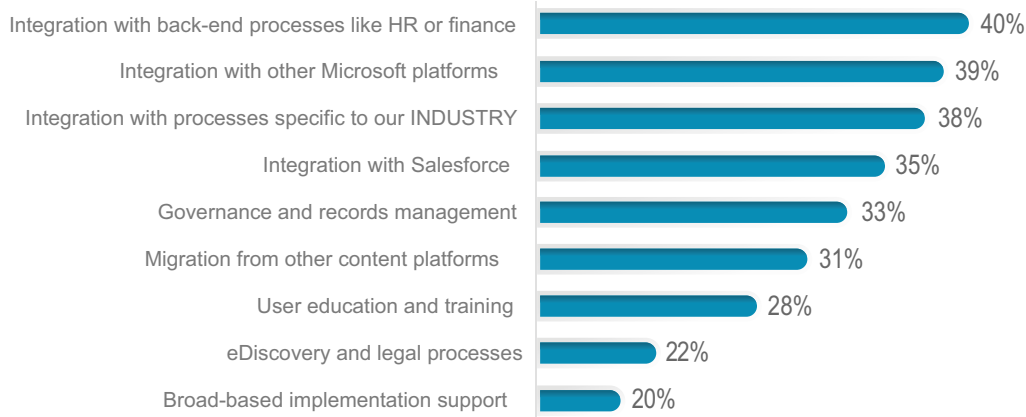 Integration with back-end processes like HR or finance 40%
Integration with other Microsoft platforms 39%
Integration with processes specific to our INDUSTRY 38%
Integration with Salesforce 35%
Governance and records management 33%
Migration from other content platforms 31%
User education and training 28%
eDiscovery and legal processes 22%
Broad-based implementation support 20%